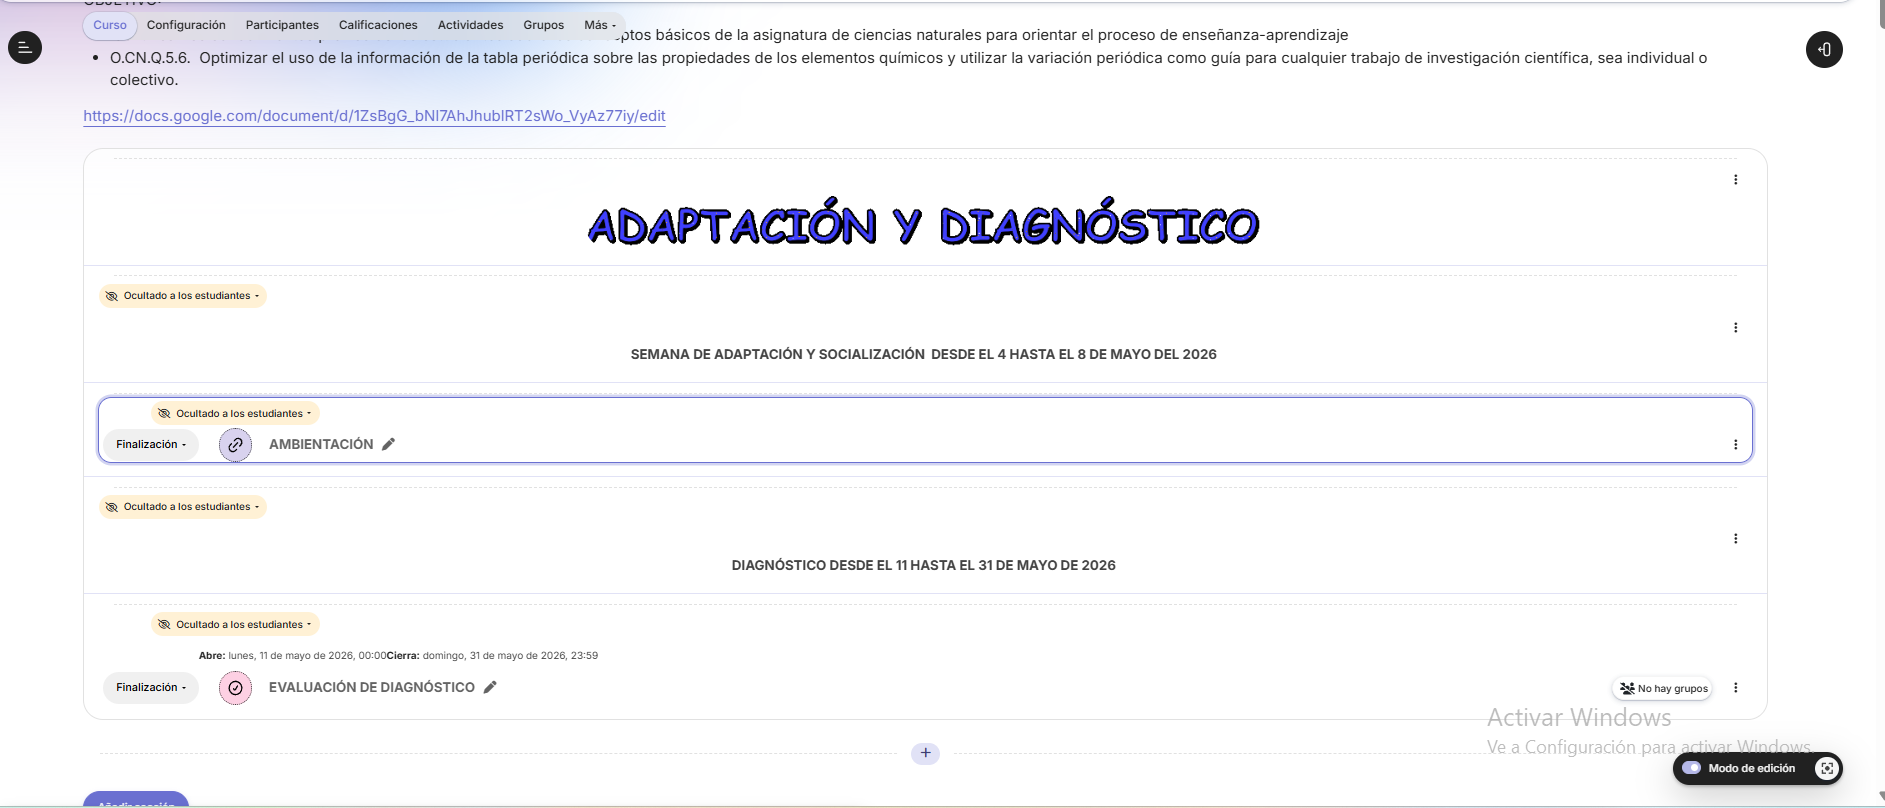 Curso Configuración Participantes Calificaciones Actividades Grupos Más
básicos de la asignatura de ciencias naturales para orientar el proceso de enseñanza-aprendizaje
• O.CN.Q.5.6. Optimizar el uso de la información de la tabla periódica sobre las propiedades de los elementos químicos y utilizar la variación periódica como guía para cualquier trabajo de investigación científica, sea individual o
colectivo.
https://docs.google.com/document/d/1ZsBgG_bNI7AhJhublRT2sWo_VyAz77iy/edit
ADAPTACIÓN Y DIAGNÓSTICO
Ocultado a los estudiantes
SEMANA DE ADAPTACIÓN Y SOCIALIZACIÓN DESDE EL 4 HASTA EL 8 DE MAYO DEL 2026
Ocultado a los estudiantes
Finalización AMBIENTACIÓN
Ocultado a los estudiantes
DIAGNÓSTICO DESDE EL 11 HASTA EL 31 DE MAYO DE 2026
Ocultado a los estudiantes
Abre: lunes, 11 de mayo de 2026, 00:00Cierra: domingo, 31 de mayo de 2026, 23:59
Finalización EVALUACIÓN DE DIAGNÓSTICO
No hay grupos
Activar Windows
Ve a Configuración para activar Windows.
Modo de edición